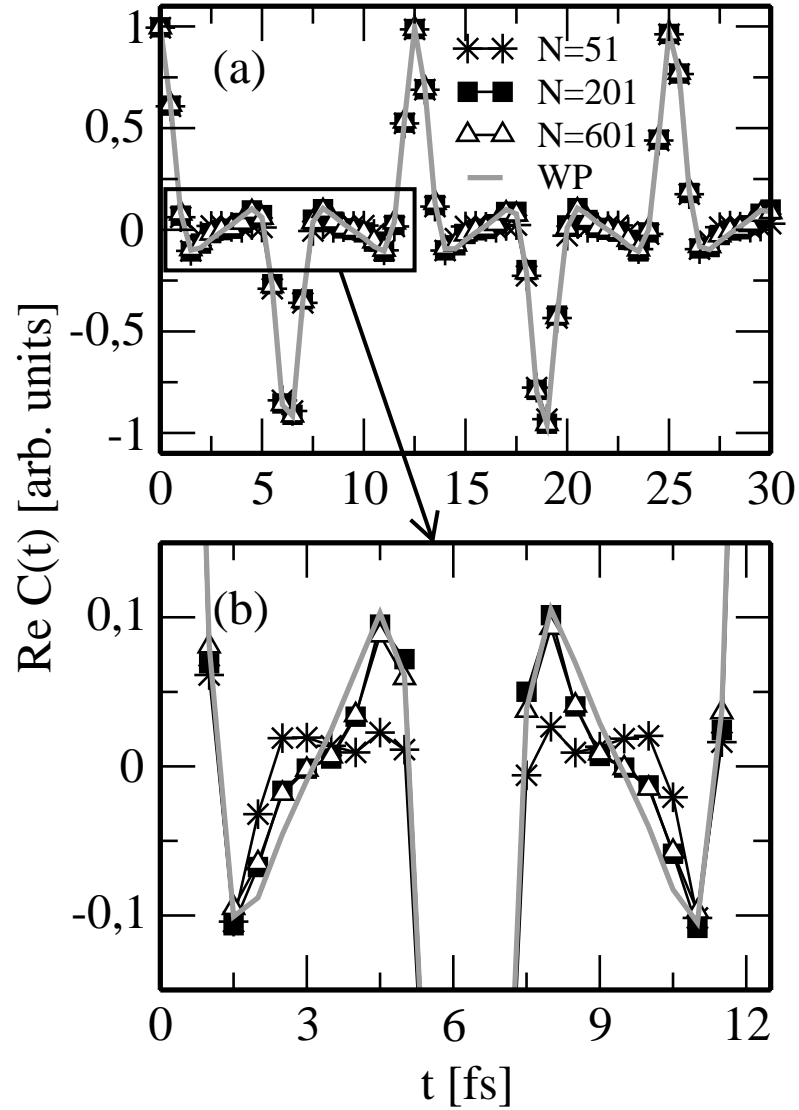 1
(a)
N=51
N=201
N=601
WP
0,5
0
-0,5
-1
0 5 10 15 20 25 30
Re C(t) [arb. units]
(b)
0,1
0
-0,1
0 3 6 9 12
t [fs]